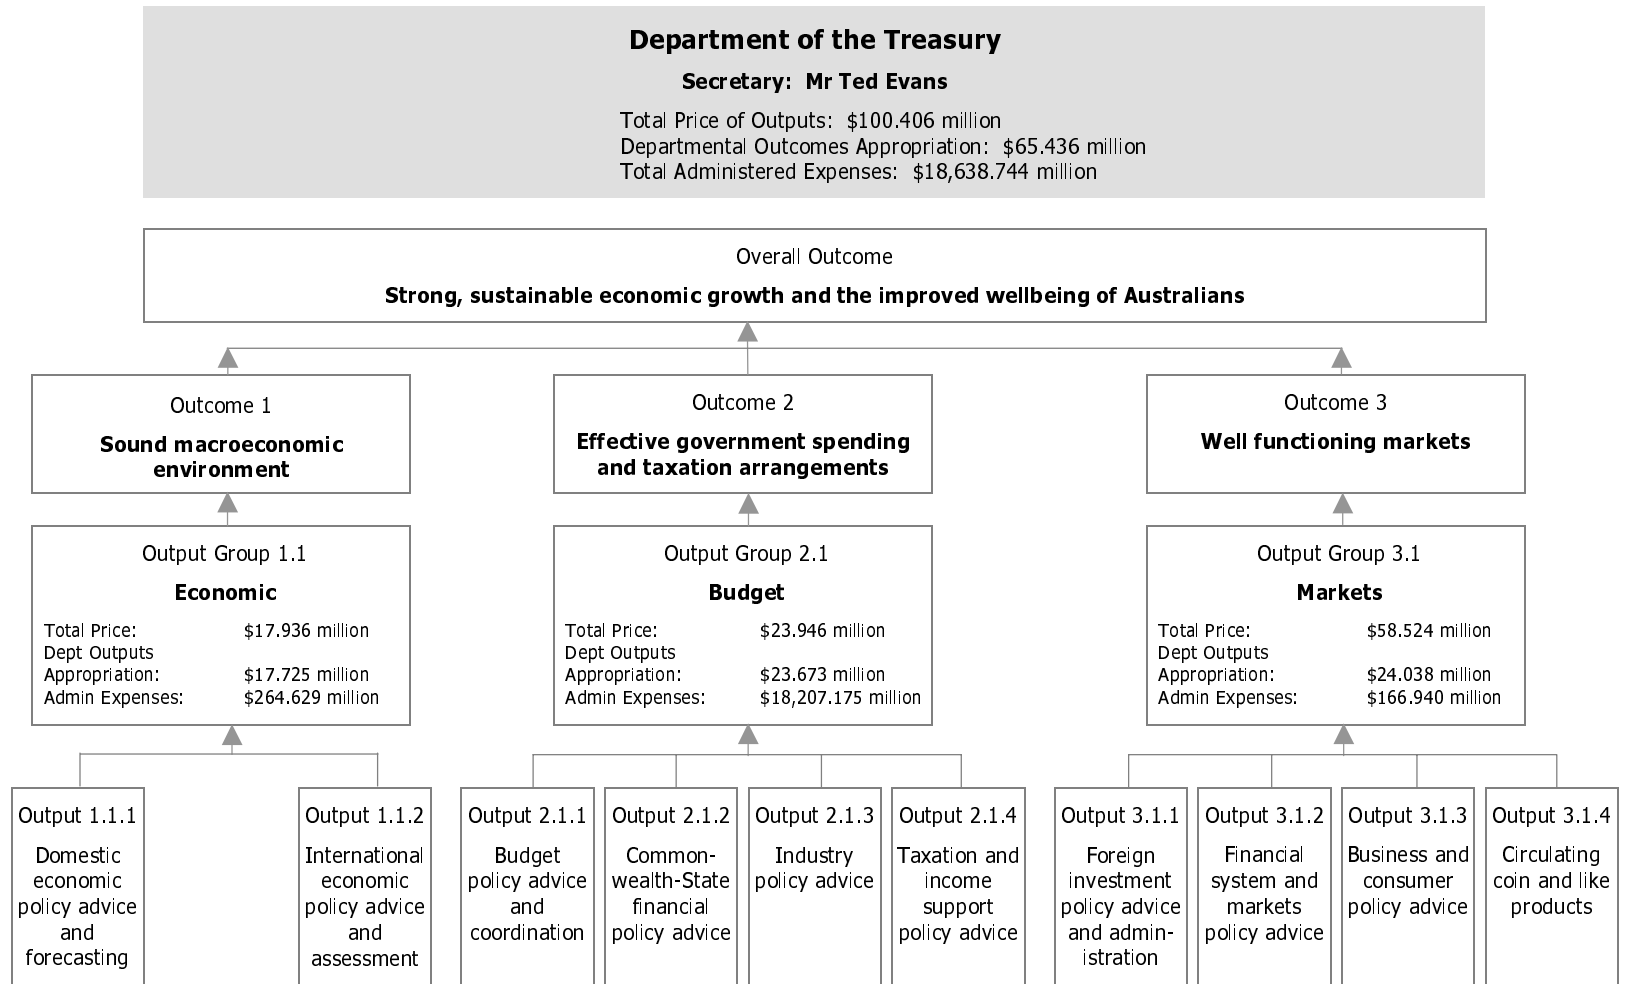 Department of the Treasury
Secretary: Mr Ted Evans
Total Price of Outputs: $100.406 million
Departmental Outcomes Appropriation: $65.436 million
Total Administered Expenses: $18,638.744 million
Overall Outcome
Strong, sustainable economic growth and the improved wellbeing of Australians
Outcome 1
Sound macroeconomic
environment
Outcome 2
Effective government spending
and taxation arrangements
Outcome 3
Well functioning markets
Output Group 1.1
Economic
Total Price: $17.936 million
Dept Outputs
Appropriation: $17.725 million
Admin Expenses: $264.629 million
Output Group 2.1
Budget
Total Price: $23.946 million
Dept Outputs
Appropriation: $23.673 million
Admin Expenses: $18,207.175 million
Output Group 3.1
Markets
Total Price: $58.524 million
Dept Outputs
Appropriation: $24.038 million
Admin Expenses: $166.940 million
Output 1.1.1
Domestic
economic
policy advice
and
forecasting
Output 1.1.2
International
economic
policy advice
and
assessment
Output 2.1.1
Budget
policy advice
and
coordination
Output 2.1.2
Common-
wealth-State
financial
policy advice
Output 2.1.3
Industry
policy advice
Output 2.1.4
Taxation and
income
support
policy advice
Output 3.1.1
Foreign
investment
policy advice
and admin-
istration
Output 3.1.2
Financial
system and
markets
policy advice
Output 3.1.3
Business and
consumer
policy advice
Output 3.1.4
Circulating
coin and like
products